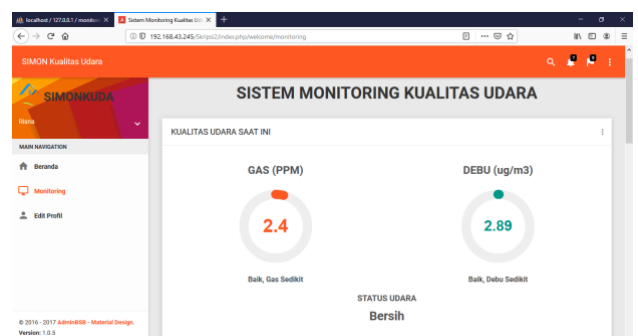 localhost / 127.0.0.1 / monitori
Sistem Monitoring Kualitas Uda
192.168.43.245/Skripsi2/index.php/welcome/monitoring
SIMON Kualitas Udara
SIMONKUDA
Risna
MAIN NAVIGATION
Beranda
Monitoring
Edit Profil
© 2016 - 2017 AdminBSB - Material Design.
Version: 1.0.5
SISTEM MONITORING KUALITAS UDARA
KUALITAS UDARA SAAT INI
GAS (PPM)
DEBU (ug/m3)
2.4
2.89
Baik, Gas Sedikit
Baik, Debu Sedikit
STATUS UDARA
Bersih